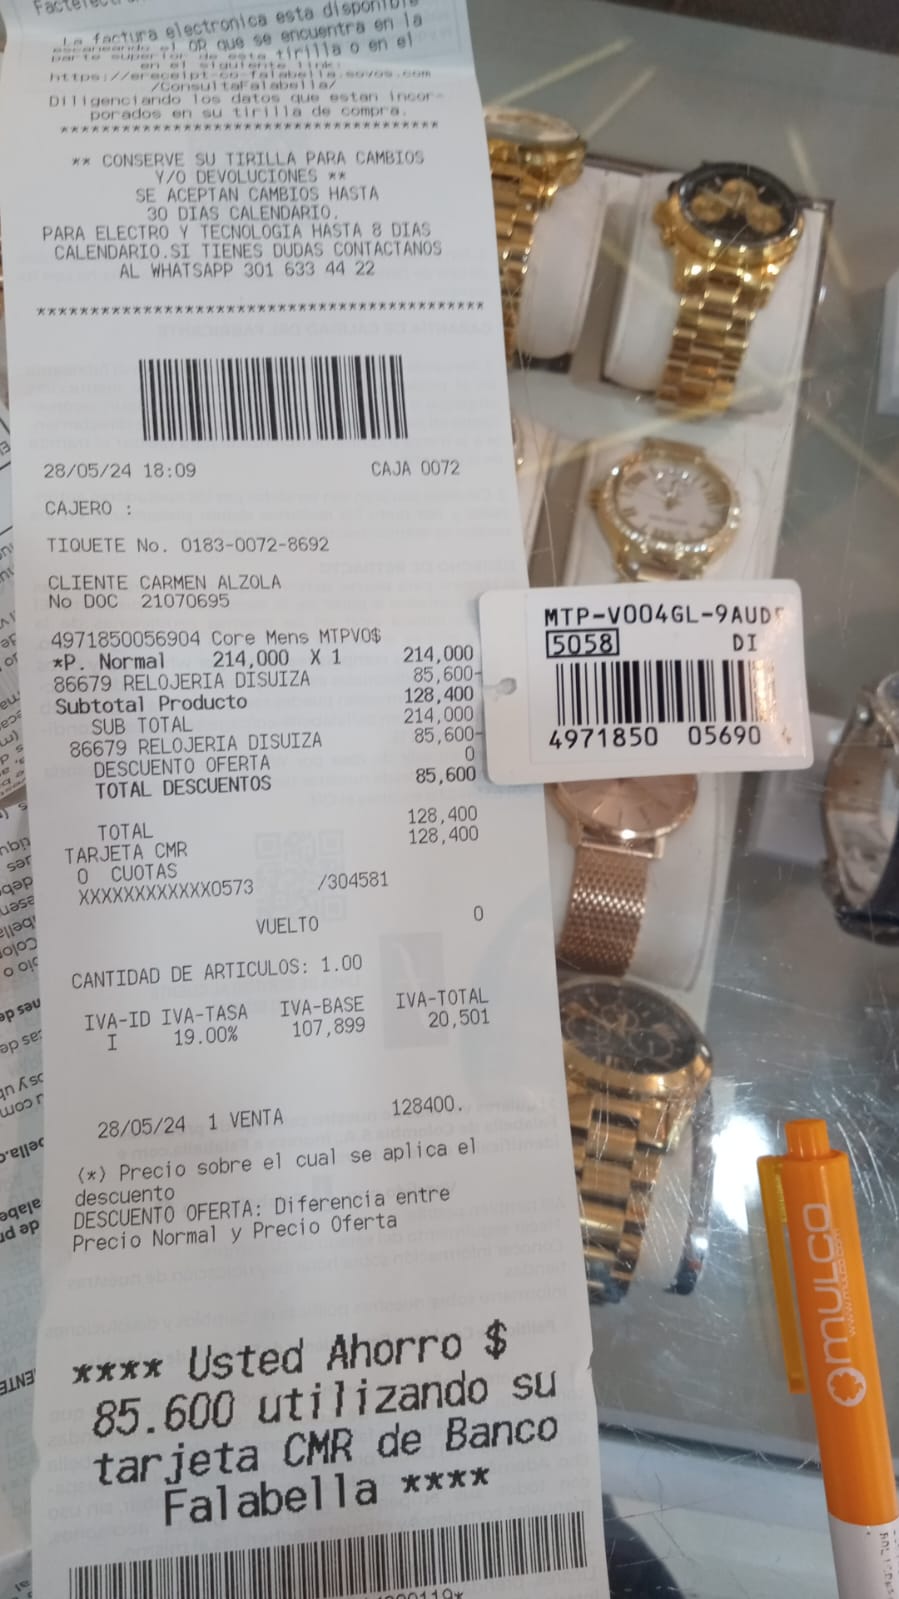 La factura electronica esta disponible
escaneando el QR que se encuentra en la
parte superior de esta tirilla o en el
en el siguiente link:
https://ereceipt-co-falabella.sovos.com
/ConsultaFalabella/
Diligenciando los datos que estan incor-
porados en su tirilla de compra.
****************************************
** CONSERVE SU TIRILLA PARA CAMBIOS
Y/O DEVOLUCIONES **
SE ACEPTAN CAMBIOS HASTA
30 DIAS CALENDARIO.
PARA ELECTRO Y TECNOLOGIA HASTA 8 DIAS
CALENDARIO.SI TIENES DUDAS CONTACTANOS
AL WHATSAPP 301 633 44 22
****************************************
28/05/24 18:09 CAJA 0072
CAJERO :
TIQUETE No. 0183-0072-8692
CLIENTE CARMEN ALZOLA
No DOC 21070695
4971850056904 Core Mens MTPV0$
*P. Normal 214,000 X 1 214,000
86679 RELOJERIA DISUIZA 85,600-
Subtotal Producto 128,400
SUB TOTAL 214,000
86679 RELOJERIA DISUIZA 85,600-
DESCUENTO OFERTA 0
TOTAL DESCUENTOS 85,600
TOTAL 128,400
TARJETA CMR 128,400
0 CUOTAS
XXXXXXXXXXXX0573 /304581
VUELTO 0
CANTIDAD DE ARTICULOS: 1.00
IVA-ID IVA-TASA IVA-BASE IVA-TOTAL
I 19.00% 107,899 20,501
28/05/24 1 VENTA 128400.
(*) Precio sobre el cual se aplica el
descuento
DESCUENTO OFERTA: Diferencia entre
Precio Normal y Precio Oferta
**** Usted Ahorro $
85.600 utilizando su
tarjeta CMR de Banco
Falabella ****
MTP-V004GL-9AUDF
5058 DI
4971850 05690
MULCO